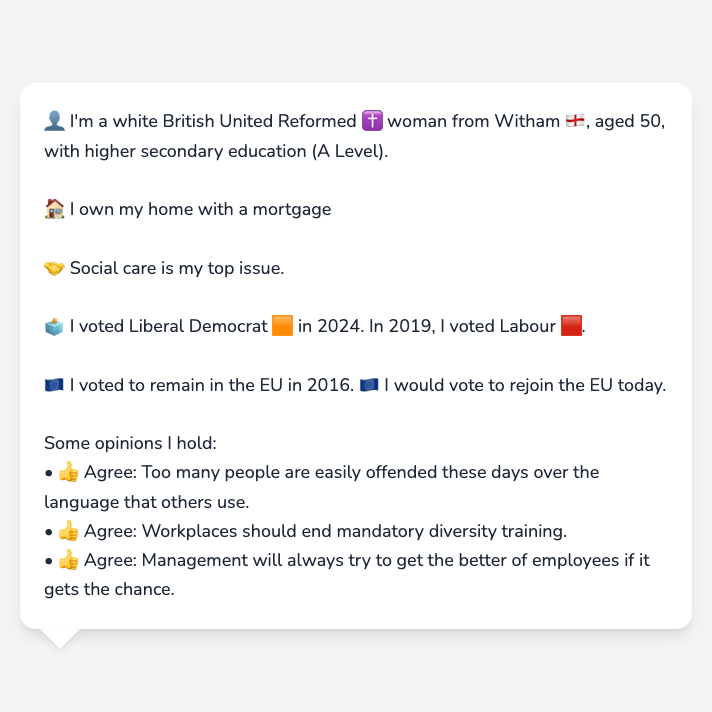 👤 I'm a white British United Reformed ✝️ woman from Witham 🏴󠁧󠁢󠁥󠁮󠁧󠁿, aged 50,
with higher secondary education (A Level).
🏠 I own my home with a mortgage
🤝 Social care is my top issue.
🗳️ I voted Liberal Democrat 🟧 in 2024. In 2019, I voted Labour 🟥.
🇪🇺 I voted to remain in the EU in 2016. 🇪🇺 I would vote to rejoin the EU today.
Some opinions I hold:
• 👍 Agree: Too many people are easily offended these days over the
language that others use.
• 👍 Agree: Workplaces should end mandatory diversity training.
• 👍 Agree: Management will always try to get the better of employees if it
gets the chance.